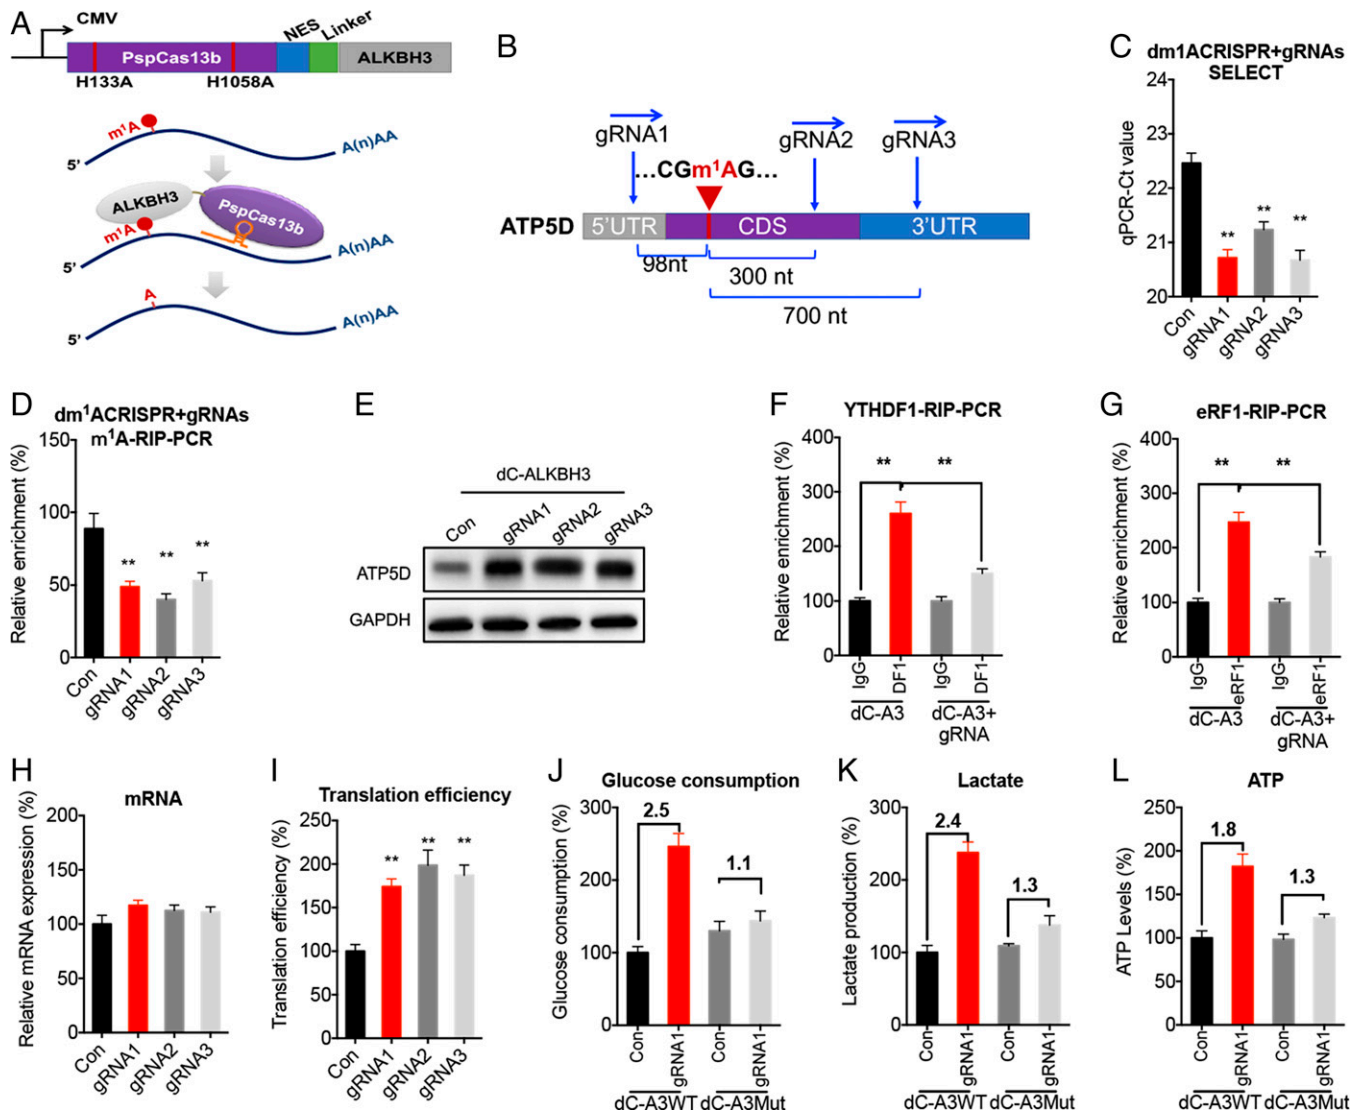 A
CMV
NES
Linker
PspCas13b
ALKBH3
H133A
H1058A
m¹A
A(n)AA
5’
ALKBH3
PspCas13b
m¹A
A(n)AA
5’
A
A(n)AA
5’
B
gRNA1
gRNA2
gRNA3
...CGm¹AG...
ATP5D
5’UTR
CDS
3’UTR
98nt
300 nt
700 nt
C
dm1ACRISPR+gRNAs
SELECT
qPCR-Ct value
24
23
22
21
20
**
**
**
Con
gRNA1
gRNA2
gRNA3
D
dm¹ACRISPR+gRNAs
m¹A-RIP-PCR
Relative enrichment (%)
150
100
50
0
**
**
**
Con
gRNA1
gRNA2
gRNA3
E
dC-ALKBH3
Con
gRNA1
gRNA2
gRNA3
ATP5D
GAPDH
F
YTHDF1-RIP-PCR
Relative enrichment (%)
400
300
200
100
0
**
**
IgG
DF1
IgG
DF1
dC-A3
dC-A3+
gRNA
G
eRF1-RIP-PCR
Relative enrichment (%)
400
300
200
100
0
**
**
IgG
eRF1
IgG
eRF1
dC-A3
dC-A3+
gRNA
H
mRNA
Relative mRNA expression (%)
200
150
100
50
0
Con
gRNA1
gRNA2
gRNA3
I
Translation efficiency
Translation efficiency (%)
250
200
150
100
50
0
**
**
**
Con
gRNA1
gRNA2
gRNA3
J
Glucose consumption
Glucose consumption (%)
300
200
100
0
2.5
1.1
Con
gRNA1
Con
gRNA1
dC-A3WT
dC-A3Mut
K
Lactate
Lactate production (%)
300
200
100
0
2.4
1.3
Con
gRNA1
Con
gRNA1
dC-A3WT
dC-A3Mut
L
ATP
ATP Levels (%)
250
200
150
100
50
0
1.8
1.3
Con
gRNA1
Con
gRNA1
dC-A3WT
dC-A3Mut